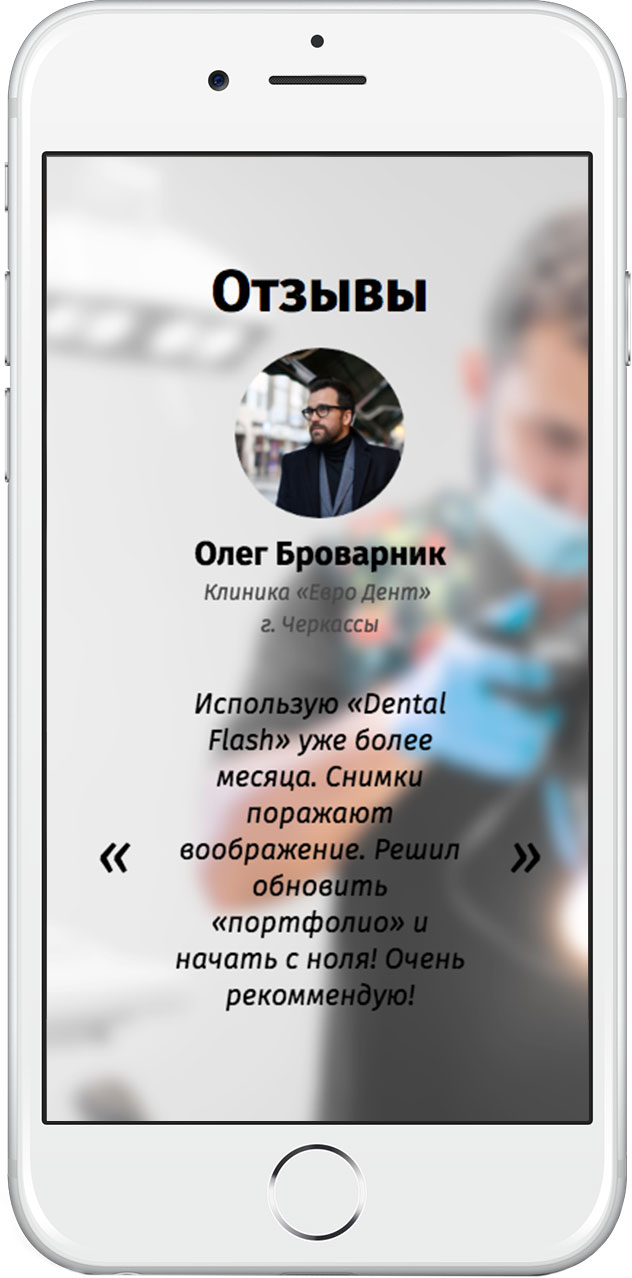 Отзывы
Олег Броварник
Клиника «Евро Дент»
г. Черкассы
Использую «Dental
Flash» уже более
месяца. Снимки
поражают
воображение. Решил
обновить
«портфолио» и
начать с ноля! Очень
рекоммендую!
« »